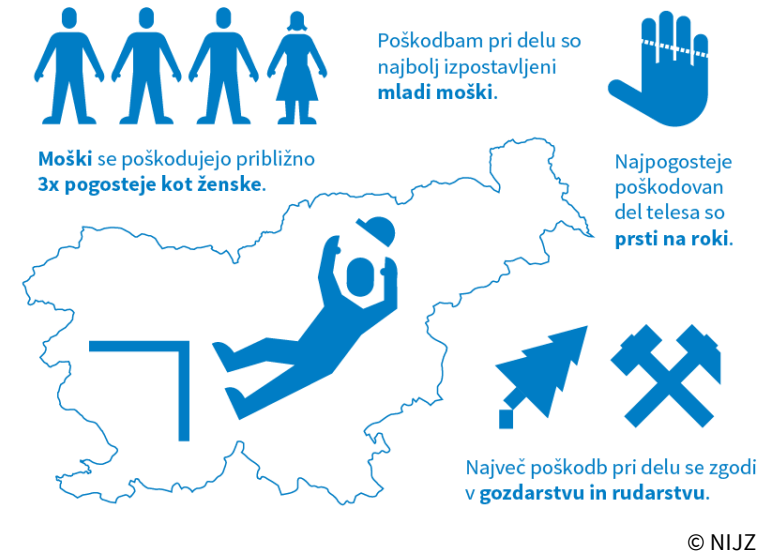 Poškodbam pri delu so
najbolj izpostavljeni
mladi moški.
Moški se poškodujejo približno
3x pogosteje kot ženske.
Najpogosteje
poškodovan
del telesa so
prsti na roki.
Največ poškodb pri delu se zgodi
v gozdarstvu in rudarstvu.
© NIJZ